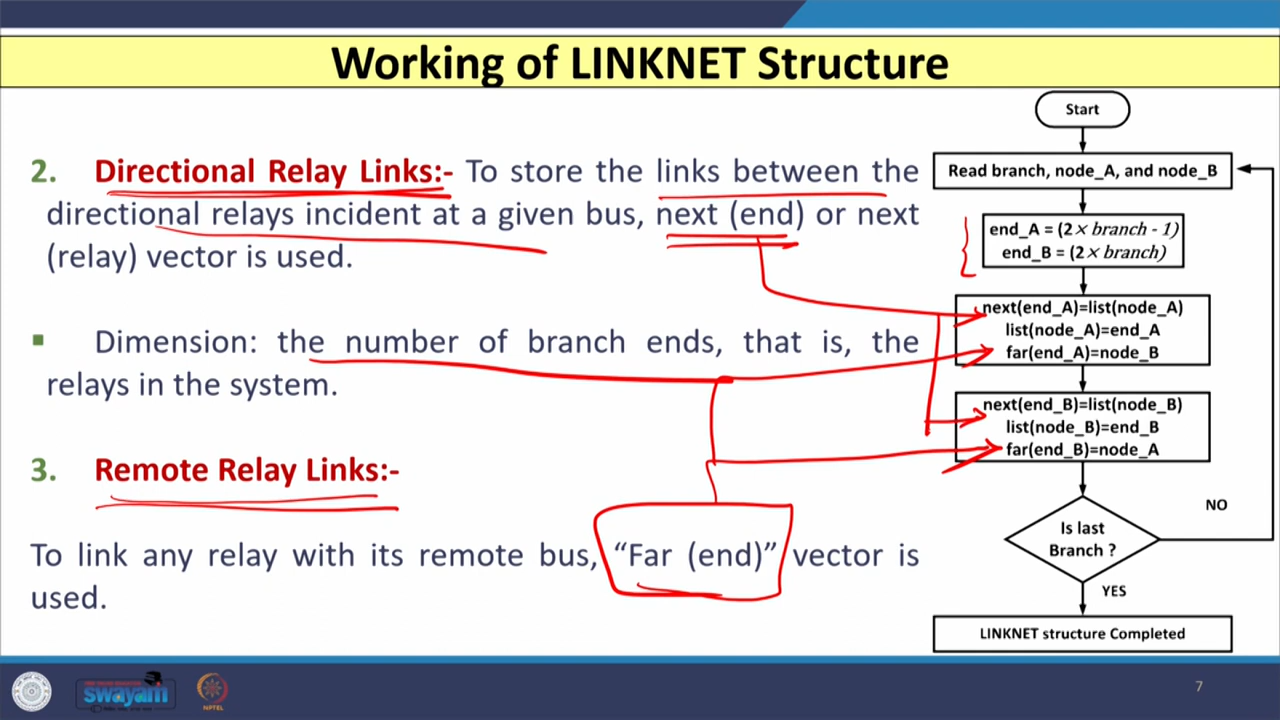 Working of LINKNET Structure
2. Directional Relay Links:- To store the links between the
directional relays incident at a given bus, next (end) or next
(relay) vector is used.
▪ Dimension: the number of branch ends, that is, the
relays in the system.
3. Remote Relay Links:-
To link any relay with its remote bus, “Far (end)” vector is
used.
Start
Read branch, node_A, and node_B
end_A = (2× branch - 1)
end_B = (2× branch)
next(end_A)=list(node_A)
list(node_A)=end_A
far(end_A)=node_B
next(end_B)=list(node_B)
list(node_B)=end_B
far(end_B)=node_A
Is last
Branch ?
NO
YES
LINKNET structure Completed
swayam
NPTEL
7